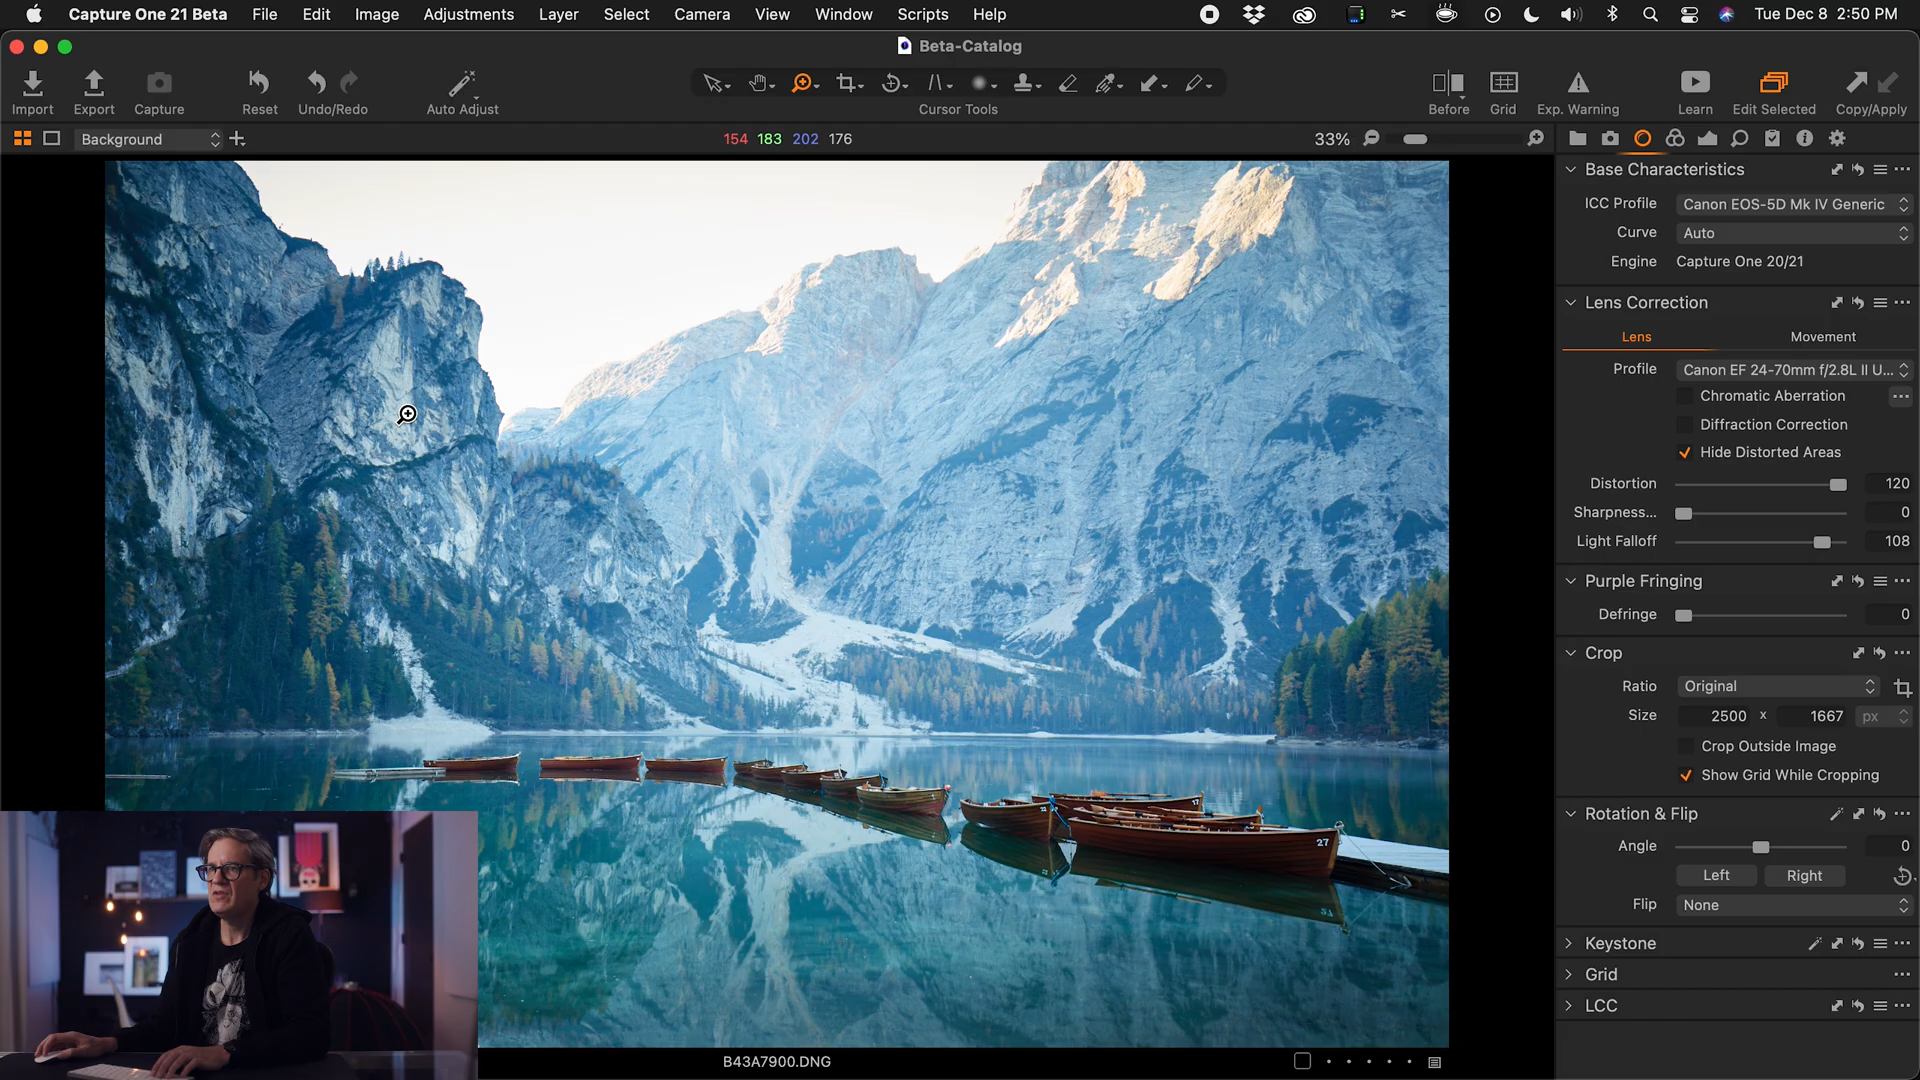 Capture One 21 Beta File Edit Image Adjustments Layer Select Camera View Window Scripts Help Tue Dec 8 2:50 PM
Beta-Catalog
Import Export Capture Reset Undo/Redo Auto Adjust Cursor Tools Before Grid Exp. Warning Learn Edit Selected Copy/Apply
Background 154 183 202 176 33%
Base Characteristics
ICC Profile Canon EOS-5D Mk IV Generic
Curve Auto
Engine Capture One 20/21
Lens Correction
Lens Movement
Profile Canon EF 24-70mm f/2.8L II U...
Chromatic Aberration
Diffraction Correction
Hide Distorted Areas
Distortion 120
Sharpness... 0
Light Falloff 108
Purple Fringing
Defringe 0
Crop
Ratio Original
Size 2500 x 1667 px
Crop Outside Image
Show Grid While Cropping
Rotation & Flip
Angle 0
Left Right
Flip None
Keystone
Grid
LCC
17
27
B43A7900.DNG